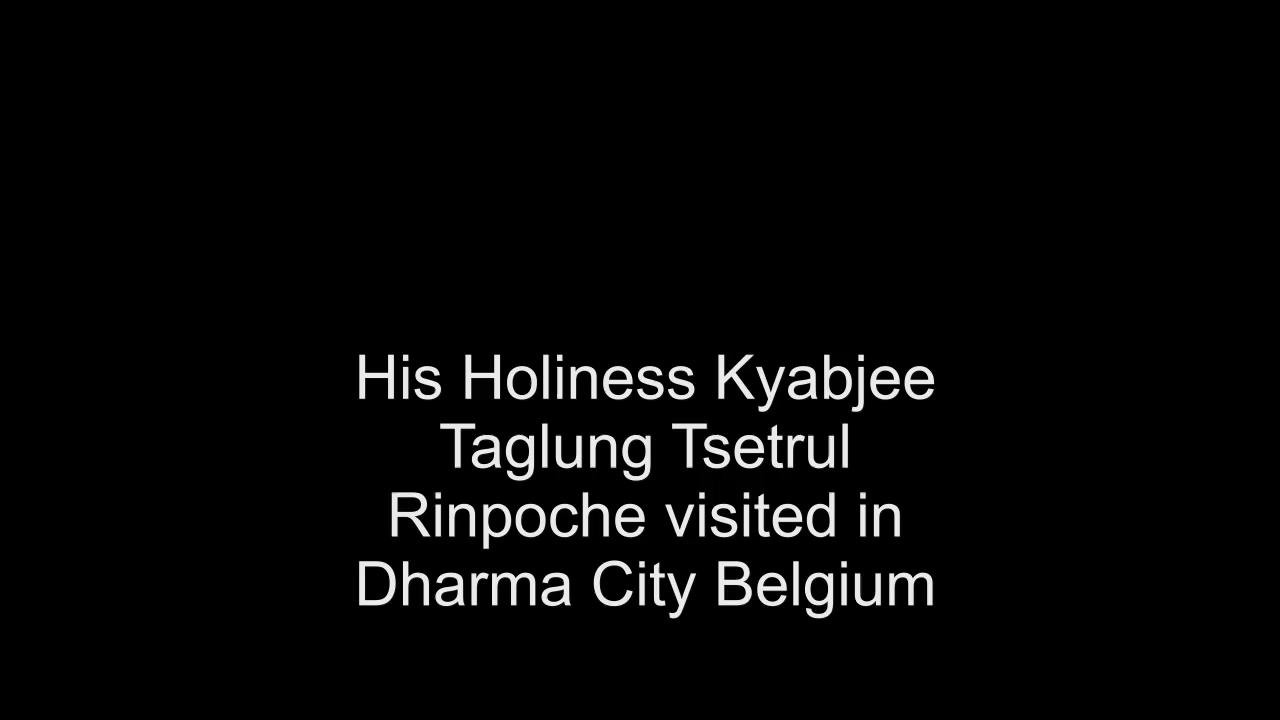 His Holiness Kyabjee
Taglung Tsetrul
Rinpoche visited in
Dharma City Belgium